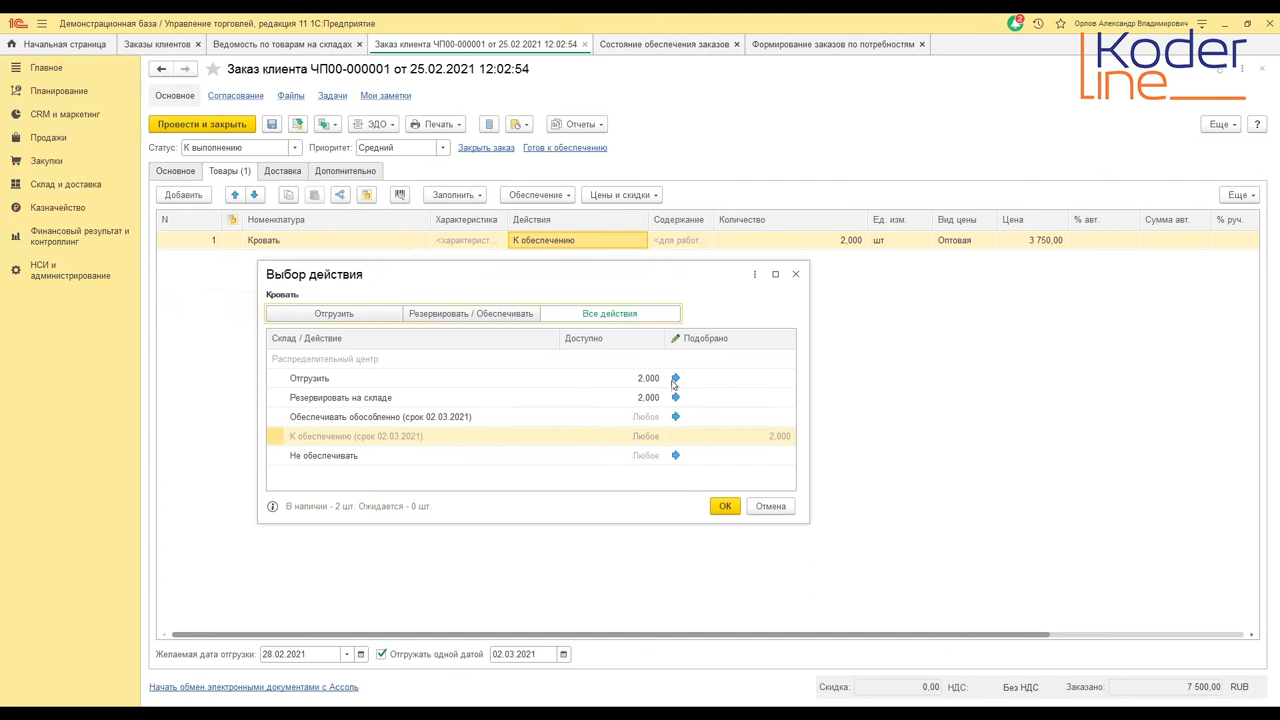 1С Демонстрационная база / Управление торговлей, редакция 11 1С:Предприятие
2
Орлов Александр Владимирович
Начальная страница Заказы клиентов × Ведомость по товарам на складах × Заказ клиента ЧП00-000001 от 25.02.2021 12:02:54 × Состояние обеспечения заказов × Формирование заказов по потребностям ×
Koder
line
Главное
Планирование
CRM и маркетинг
Продажи
Закупки
Склад и доставка
Казначейство
Финансовый результат и
контроллинг
НСИ и
администрирование
Заказ клиента ЧП00-000001 от 25.02.2021 12:02:54
Основное Согласование Файлы Задачи Мои заметки
Провести и закрыть ЭДО Печать Отчеты Еще ?
Статус: К выполнению Приоритет: Средний Закрыть заказ Готов к обеспечению
Основное Товары (1) Доставка Дополнительно
Добавить Заполнить Обеспечение Цены и скидки Еще
N Номенклатура Характеристика Действия Содержание Количество Ед. изм. Вид цены Цена % авт. Сумма авт. % руч.
1 Кровать <характерист... К обеспечению <для работ... 2,000 шт Оптовая 3 750,00
Выбор действия
Кровать
Отгрузить Резервировать / Обеспечивать Все действия
Склад / Действие Доступно Подобрано
Распределительный центр
Отгрузить 2,000
Резервировать на складе 2,000
Обеспечивать обособленно (срок 02.03.2021) Любое
К обеспечению (срок 02.03.2021) Любое 2,000
Не обеспечивать Любое
В наличии - 2 шт. Ожидается - 0 шт. ОК Отмена
Желаемая дата отгрузки: 28.02.2021 Отгружать одной датой 02.03.2021
Начать обмен электронными документами с Ассоль Скидка: 0,00 НДС: Без НДС Заказано: 7 500,00 RUB